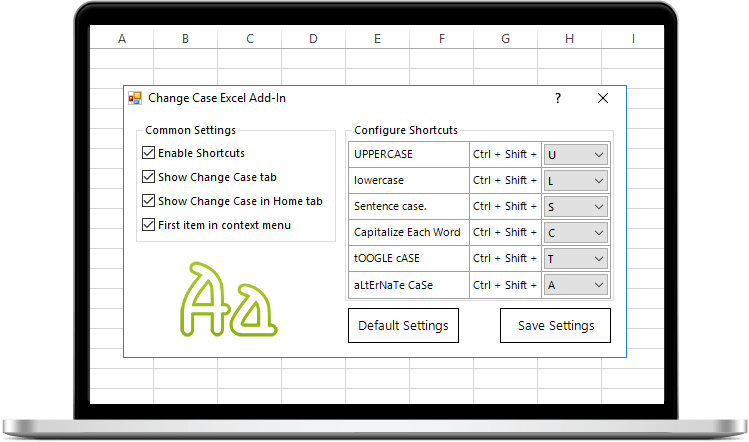 A B C D E F G H I
Change Case Excel Add-In ?
Common Settings
Enable Shortcuts
Show Change Case tab
Show Change Case in Home tab
First item in context menu
Aa
Configure Shortcuts
UPPERCASE Ctrl + Shift + U
lowercase Ctrl + Shift + L
Sentence case. Ctrl + Shift + S
Capitalize Each Word Ctrl + Shift + C
tOOGLE cASE Ctrl + Shift + T
aLtErNaTe CaSe Ctrl + Shift + A
Default Settings Save Settings